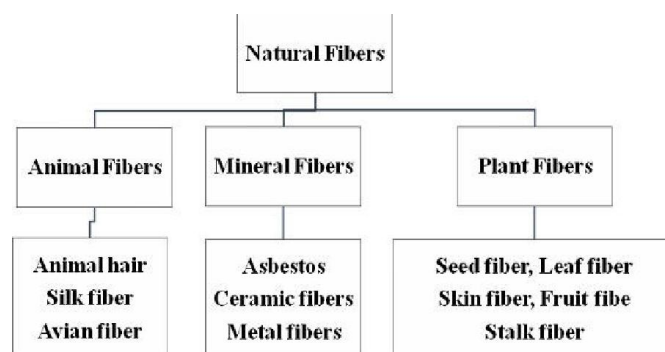 Natural Fibers
Animal Fibers
Mineral Fibers
Plant Fibers
Animal hair
Silk fiber
Avian fiber
Asbestos
Ceramic fibers
Metal fibers
Seed fiber, Leaf fiber
Skin fiber, Fruit fibe
Stalk fiber